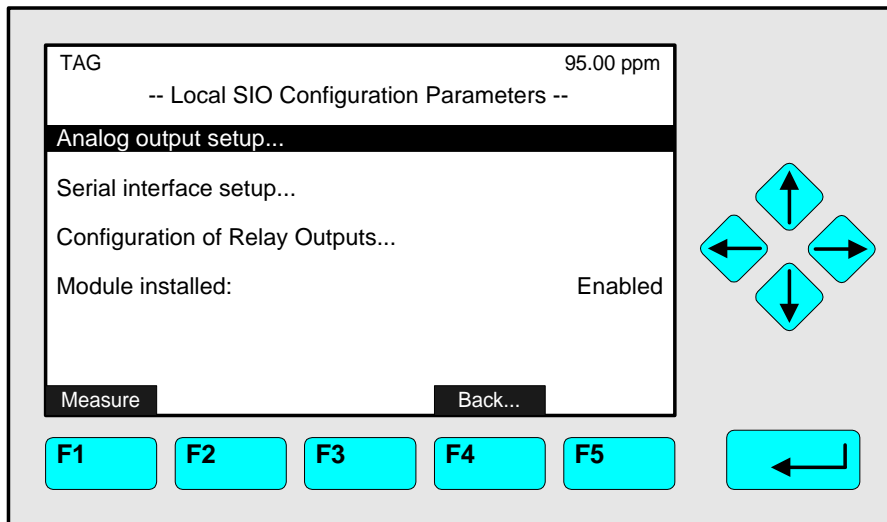 TAG 95.00 ppm
-- Local SIO Configuration Parameters --
Analog output setup...
Serial interface setup...
Configuration of Relay Outputs...
Module installed: Enabled
Measure Back...
F1 F2 F3 F4 F5